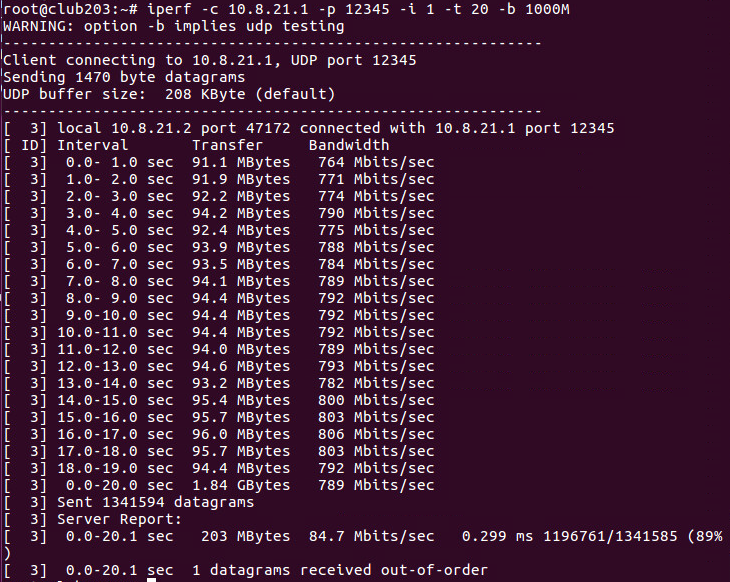 root@club203:~# iperf -c 10.8.21.1 -p 12345 -i 1 -t 20 -b 1000M
WARNING: option -b implies udp testing
------------------------------------------------------------
Client connecting to 10.8.21.1, UDP port 12345
Sending 1470 byte datagrams
UDP buffer size:  208 KByte (default)
------------------------------------------------------------
[  3] local 10.8.21.2 port 47172 connected with 10.8.21.1 port 12345
[ ID] Interval       Transfer     Bandwidth
[  3]  0.0- 1.0 sec  91.1 MBytes   764 Mbits/sec
[  3]  1.0- 2.0 sec  91.9 MBytes   771 Mbits/sec
[  3]  2.0- 3.0 sec  92.2 MBytes   774 Mbits/sec
[  3]  3.0- 4.0 sec  94.2 MBytes   790 Mbits/sec
[  3]  4.0- 5.0 sec  92.4 MBytes   775 Mbits/sec
[  3]  5.0- 6.0 sec  93.9 MBytes   788 Mbits/sec
[  3]  6.0- 7.0 sec  93.5 MBytes   784 Mbits/sec
[  3]  7.0- 8.0 sec  94.1 MBytes   789 Mbits/sec
[  3]  8.0- 9.0 sec  94.4 MBytes   792 Mbits/sec
[  3]  9.0-10.0 sec  94.4 MBytes   792 Mbits/sec
[  3] 10.0-11.0 sec  94.4 MBytes   792 Mbits/sec
[  3] 11.0-12.0 sec  94.0 MBytes   789 Mbits/sec
[  3] 12.0-13.0 sec  94.6 MBytes   793 Mbits/sec
[  3] 13.0-14.0 sec  93.2 MBytes   782 Mbits/sec
[  3] 14.0-15.0 sec  95.4 MBytes   800 Mbits/sec
[  3] 15.0-16.0 sec  95.7 MBytes   803 Mbits/sec
[  3] 16.0-17.0 sec  96.0 MBytes   806 Mbits/sec
[  3] 17.0-18.0 sec  95.7 MBytes   803 Mbits/sec
[  3] 18.0-19.0 sec  94.4 MBytes   792 Mbits/sec
[  3]  0.0-20.0 sec  1.84 GBytes   789 Mbits/sec
[  3] Sent 1341594 datagrams
[  3] Server Report:
[  3]  0.0-20.1 sec   203 MBytes  84.7 Mbits/sec   0.299 ms 1196761/1341585 (89%
)
[  3]  0.0-20.1 sec  1 datagrams received out-of-order